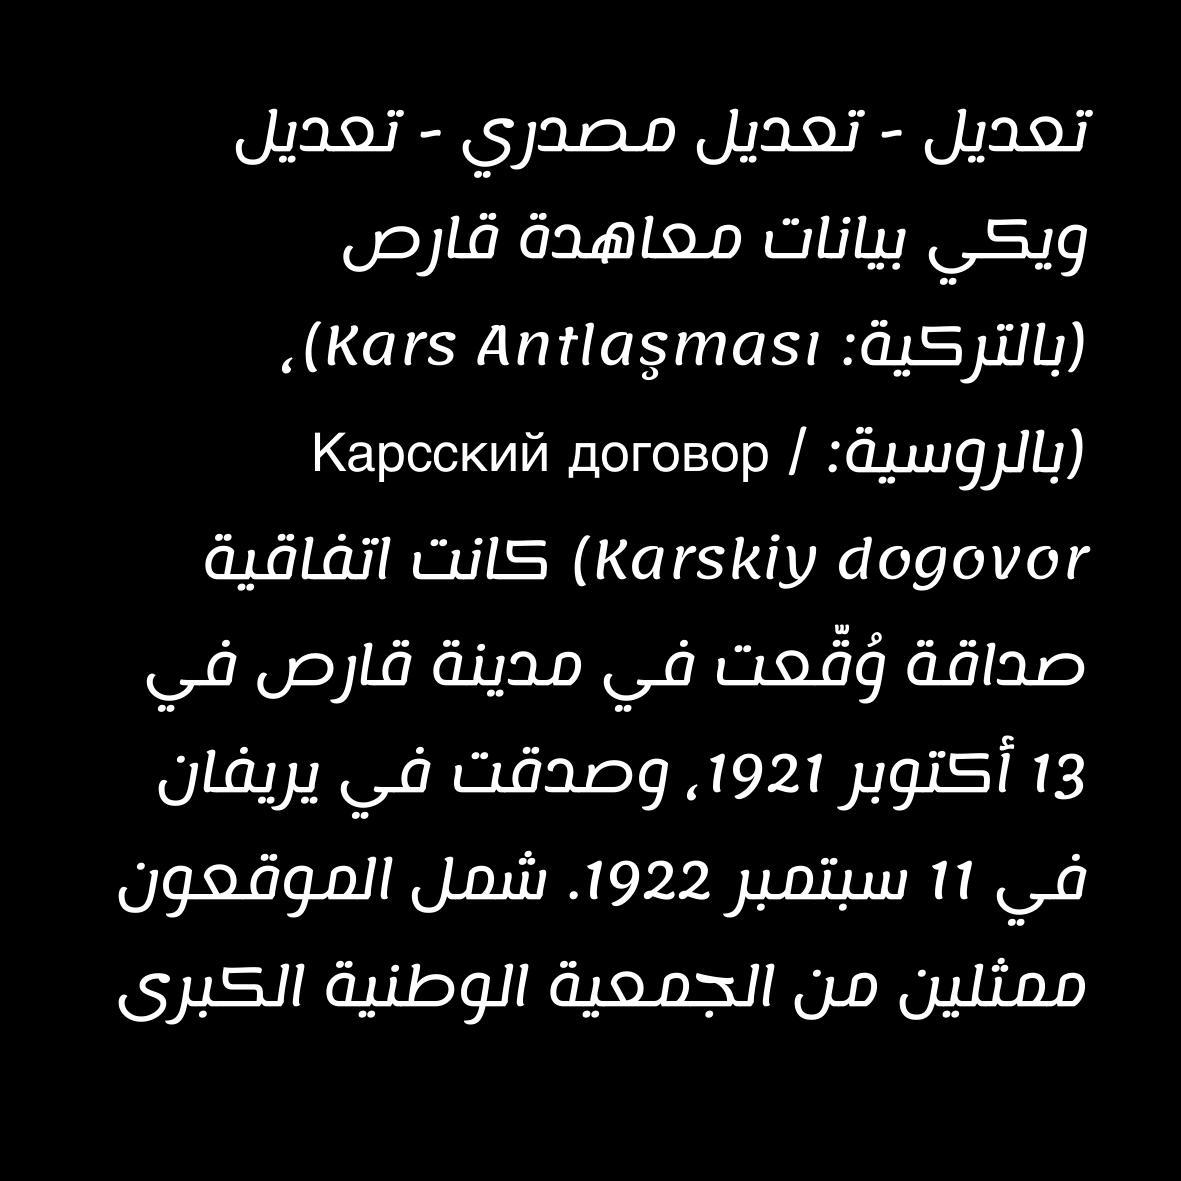 تعديل - تعديل مصدري - تعديل
ويكي بيانات معاهدة قارص
(بالتركية: Kars Antlaşması)،
(بالروسية: / Карсский договор
Karskiy dogovor) كانت اتفاقية
صداقة وُقّعت في مدينة قارص في
13 أكتوبر 1921، وصدقت في يريفان
في 11 سبتمبر 1922. شمل الموقعون
ممثلين من الجمعية الوطنية الكبرى